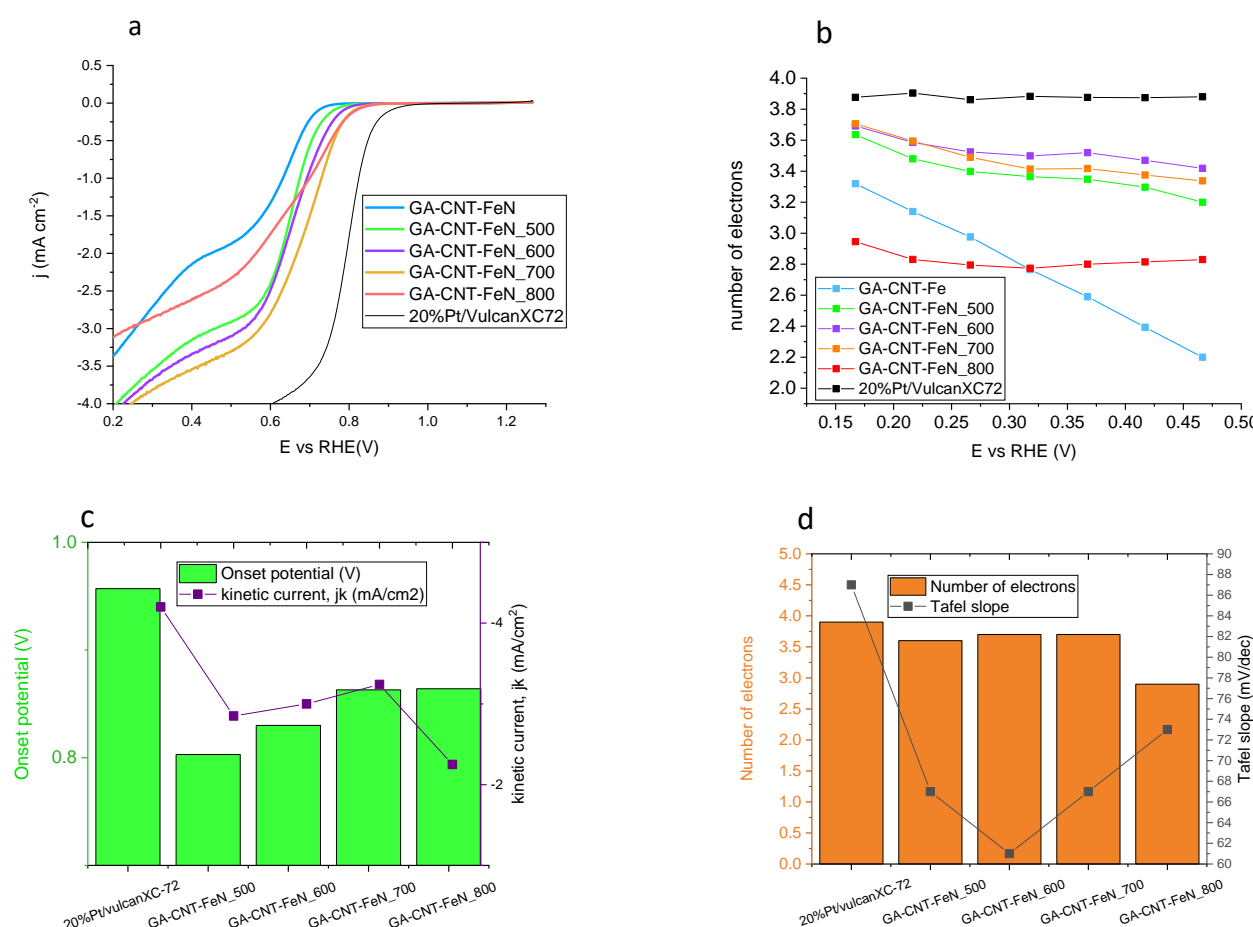 a
0.5
0.0
-0.5
-1.0
-1.5
-2.0
-2.5
-3.0
-3.5
-4.0
0.2 0.4 0.6 0.8 1.0 1.2
j (mA cm-2)
E vs RHE(V)
GA-CNT-FeN
GA-CNT-FeN_500
GA-CNT-FeN_600
GA-CNT-FeN_700
GA-CNT-FeN_800
20%Pt/VulcanXC72
b
4.0
3.8
3.6
3.4
3.2
3.0
2.8
2.6
2.4
2.2
2.0
0.15 0.20 0.25 0.30 0.35 0.40 0.45 0.50
number of electrons
E vs RHE (V)
GA-CNT-Fe
GA-CNT-FeN_500
GA-CNT-FeN_600
GA-CNT-FeN_700
GA-CNT-FeN_800
20%Pt/VulcanXC72
c
1.0
0.8
Onset potential (V)
Onset potential (V)
kinetic current, jk (mA/cm2)
-4
-2
kinetic current, jk (mA/cm2)
20%Pt/vulcanXC-72
GA-CNT-FeN_500
GA-CNT-FeN_600
GA-CNT-FeN_700
GA-CNT-FeN_800
d
5.0
4.5
4.0
3.5
3.0
2.5
2.0
1.5
1.0
0.5
0.0
Number of electrons
Number of electrons
Tafel slope
90
88
86
84
82
80
78
76
74
72
70
68
66
64
62
60
Tafel slope (mV/dec)
20%Pt/vulcanXC-72
GA-CNT-FeN_500
GA-CNT-FeN_600
GA-CNT-FeN_700
GA-CNT-FeN_800